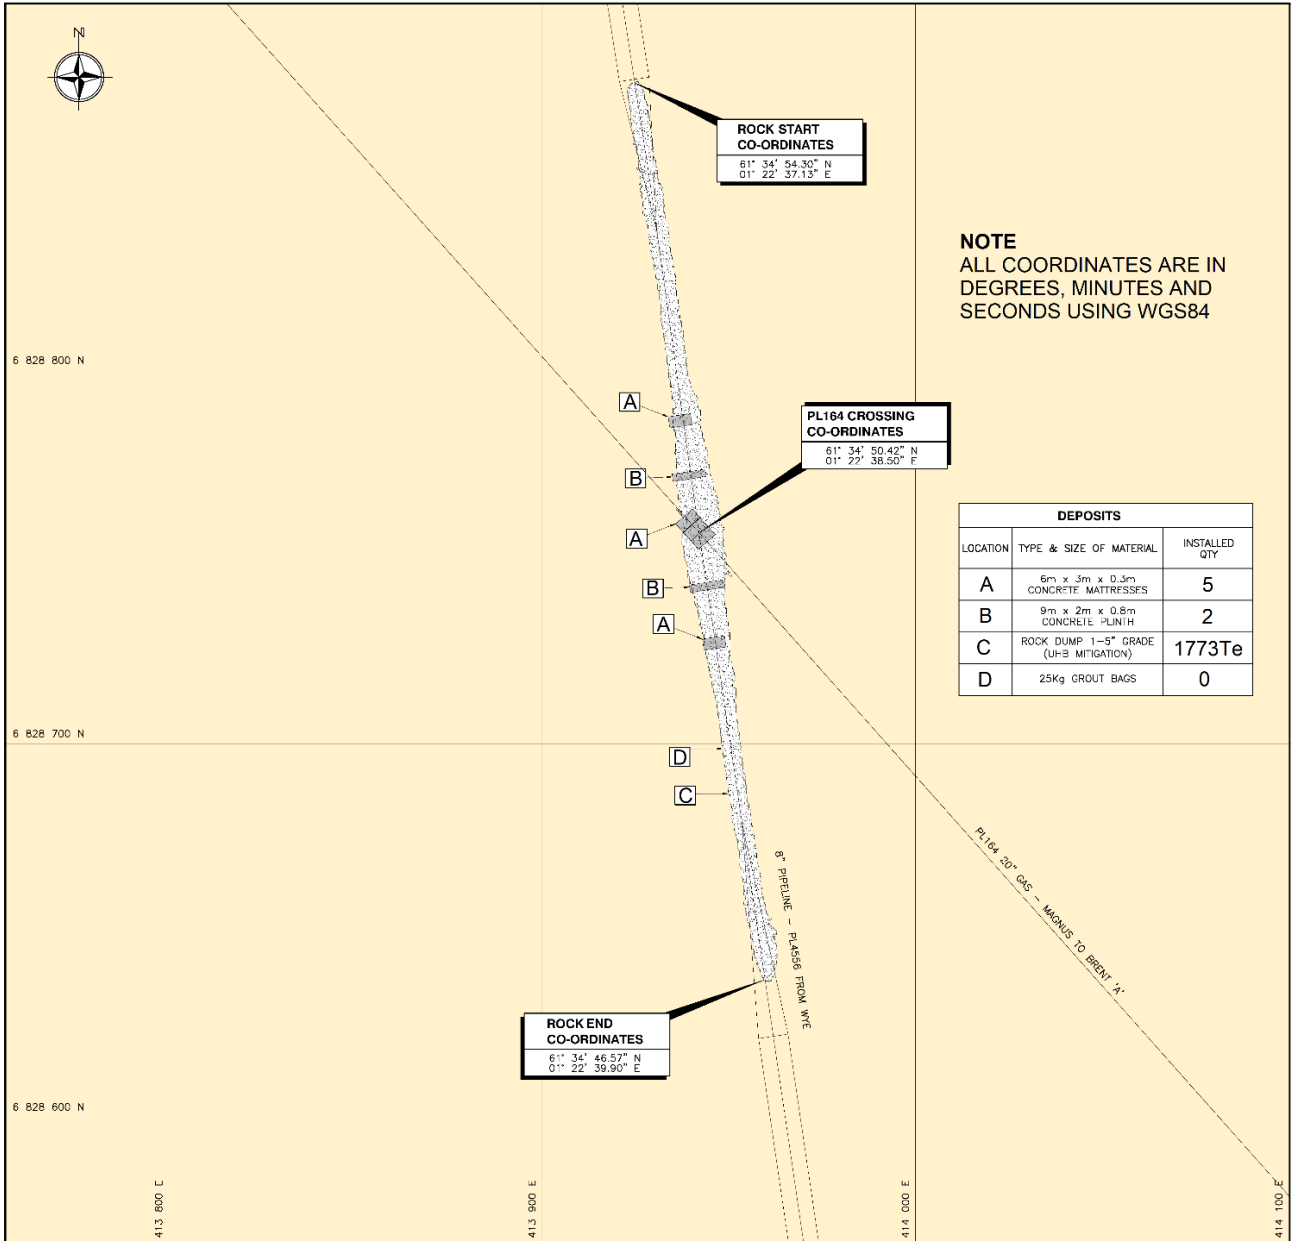 N
ROCK START
CO-ORDINATES
61° 34' 54.30" N
01° 22' 37.13" E
NOTE
ALL COORDINATES ARE IN
DEGREES, MINUTES AND
SECONDS USING WGS84
6 828 800 N
A
PL164 CROSSING
CO-ORDINATES
61° 34' 50.42" N
01° 22' 38.50" E
B
A
B
A
DEPOSITS
LOCATION TYPE & SIZE OF MATERIAL INSTALLED QTY
A 6m x 3m x 0.3m CONCRETE MATTRESSES 5
B 9m x 2m x 0.8m CONCRETE PLINTH 2
C ROCK DUMP 1-5" GRADE (UHB MITIGATION) 1773Te
D 25Kg GROUT BAGS 0
6 828 700 N
D
C
8" PIPELINE - PL4556 FROM WYE
PL164 20" GAS - MAGNUS TO BRENT 'A'
ROCK END
CO-ORDINATES
61° 34' 46.57" N
01° 22' 39.90" E
6 828 600 N
413 800 E
413 900 E
414 000 E
414 100 E